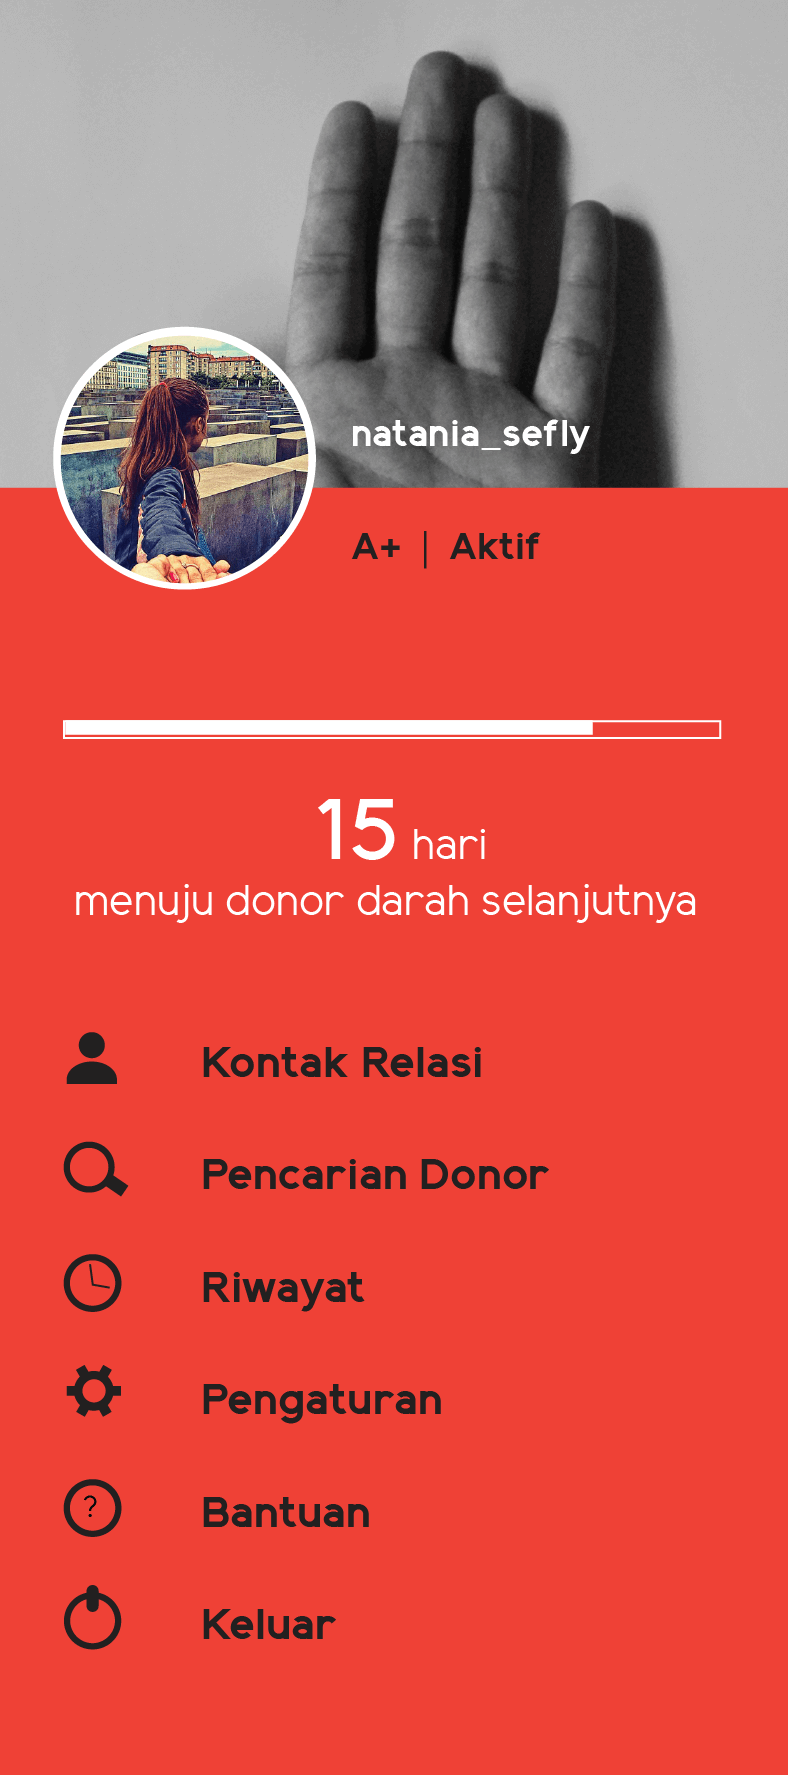 natania_sefly
A+ | Aktif
15 hari
menuju donor darah selanjutnya
Kontak Relasi
Pencarian Donor
Riwayat
Pengaturan
?
Bantuan
Keluar